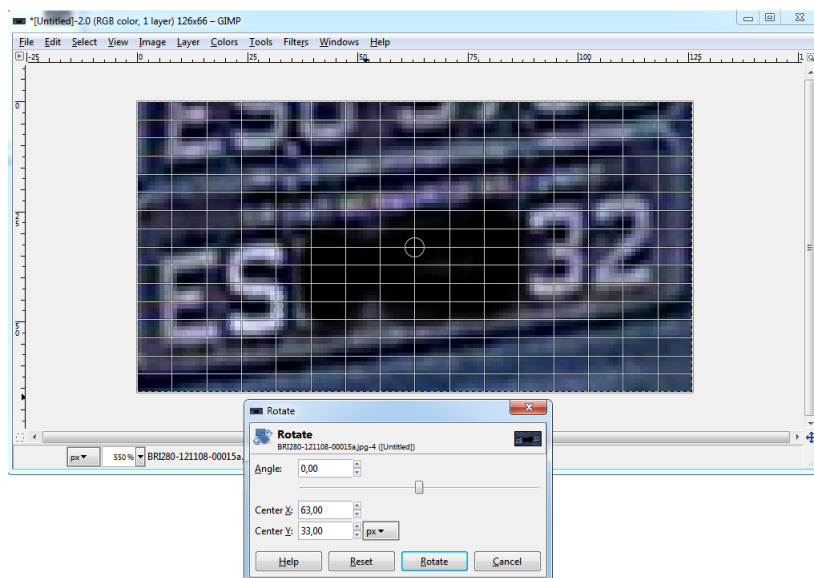 *[Untitled]-2.0 (RGB color, 1 layer) 126x66 – GIMP
File Edit Select View Image Layer Colors Tools Filters Windows Help
-25 0 25 50 75 100 125 1
0
25
50
ES 32
px 550 % BRI280-121108-00015a.
Rotate
Rotate
BRI280-121108-00015a.jpg-4 ([Untitled])
Angle: 0,00
Center X: 63,00
Center Y: 33,00 px
Help Reset Rotate Cancel